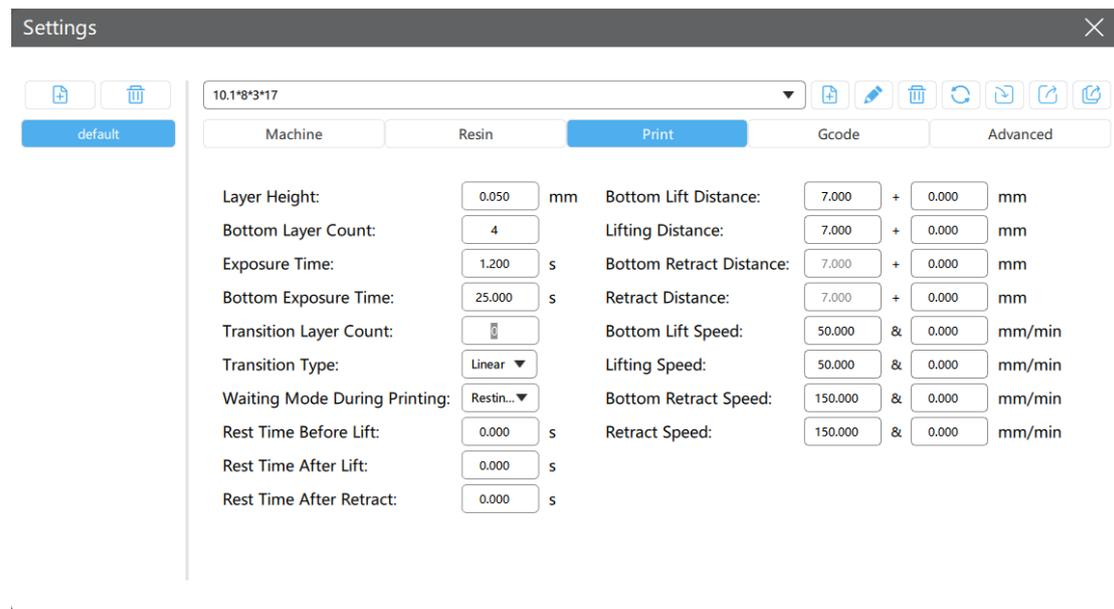 Settings
10.1*8*3*17
default
Machine Resin Print Gcode Advanced
Layer Height: 0.050 mm Bottom Lift Distance: 7.000 + 0.000 mm
Bottom Layer Count: 4 Lifting Distance: 7.000 + 0.000 mm
Exposure Time: 1.200 s Bottom Retract Distance: 7.000 + 0.000 mm
Bottom Exposure Time: 25.000 s Retract Distance: 7.000 + 0.000 mm
Transition Layer Count: 0 Bottom Lift Speed: 50.000 & 0.000 mm/min
Transition Type: Linear Lifting Speed: 50.000 & 0.000 mm/min
Waiting Mode During Printing: Restin... Bottom Retract Speed: 150.000 & 0.000 mm/min
Rest Time Before Lift: 0.000 s Retract Speed: 150.000 & 0.000 mm/min
Rest Time After Lift: 0.000 s
Rest Time After Retract: 0.000 s